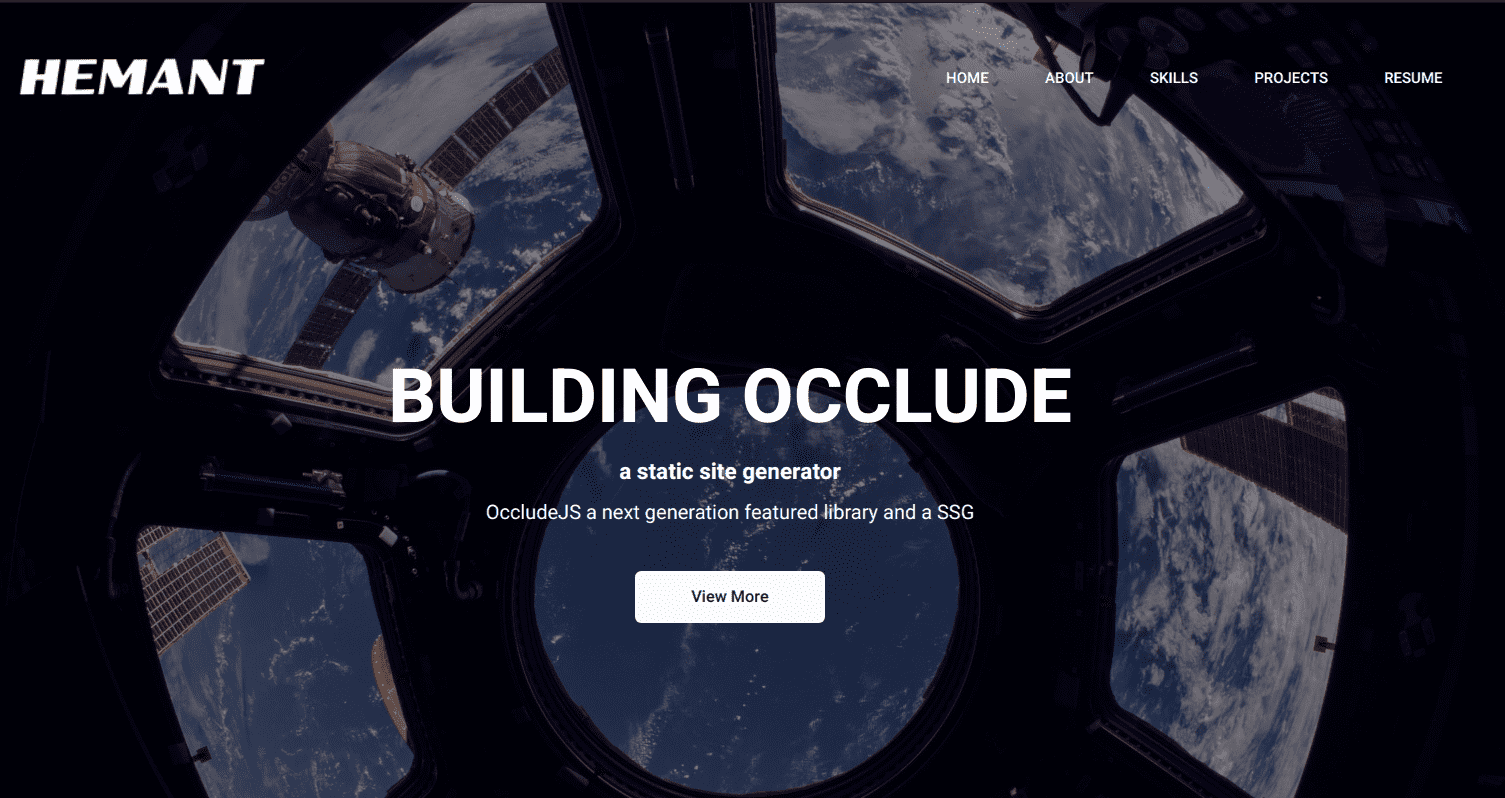 HEMANT
HOME ABOUT SKILLS PROJECTS RESUME
BUILDING OCCLUDE
a static site generator
OccludeJS a next generation featured library and a SSG
View More